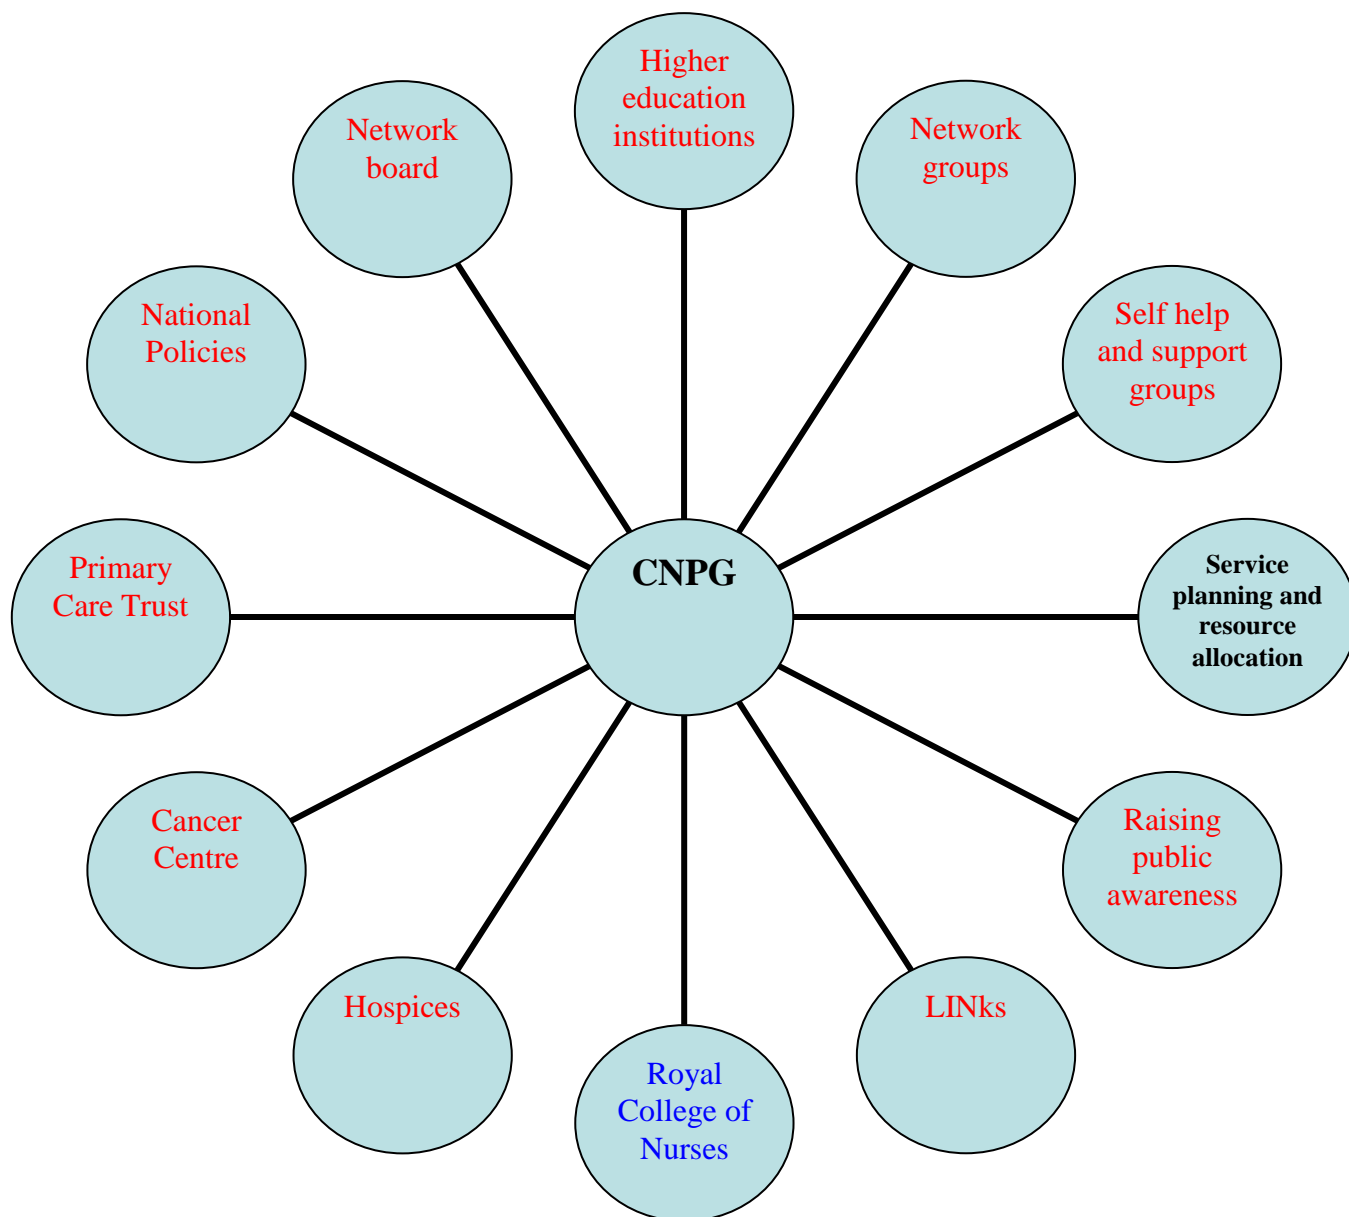 Higher
education
institutions
Network
board
Network
groups
National
Policies
Self help
and support
groups
CNPG
Primary
Care Trust
Service
planning and
resource
allocation
Cancer
Centre
Raising
public
awareness
Hospices
LINks
Royal
College of
Nurses